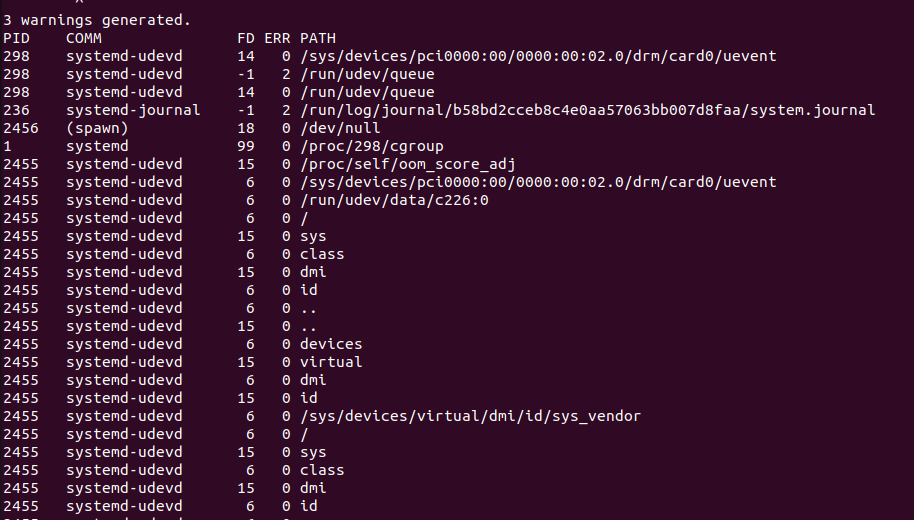 3 warnings generated.
PID    COMM               FD ERR PATH
298    systemd-udevd      14   0 /sys/devices/pci0000:00/0000:00:02.0/drm/card0/uevent
298    systemd-udevd      -1   2 /run/udev/queue
298    systemd-udevd      14   0 /run/udev/queue
236    systemd-journal    -1   2 /run/log/journal/b58bd2cceb8c4e0aa57063bb007d8faa/system.journal
2456   (spawn)            18   0 /dev/null
1      systemd            99   0 /proc/298/cgroup
2455   systemd-udevd      15   0 /proc/self/oom_score_adj
2455   systemd-udevd       6   0 /sys/devices/pci0000:00/0000:00:02.0/drm/card0/uevent
2455   systemd-udevd       6   0 /run/udev/data/c226:0
2455   systemd-udevd       6   0 /
2455   systemd-udevd      15   0 sys
2455   systemd-udevd       6   0 class
2455   systemd-udevd      15   0 dmi
2455   systemd-udevd       6   0 id
2455   systemd-udevd       6   0 ..
2455   systemd-udevd      15   0 ..
2455   systemd-udevd       6   0 devices
2455   systemd-udevd      15   0 virtual
2455   systemd-udevd       6   0 dmi
2455   systemd-udevd      15   0 id
2455   systemd-udevd       6   0 /sys/devices/virtual/dmi/id/sys_vendor
2455   systemd-udevd       6   0 /
2455   systemd-udevd      15   0 sys
2455   systemd-udevd       6   0 class
2455   systemd-udevd      15   0 dmi
2455   systemd-udevd       6   0 id